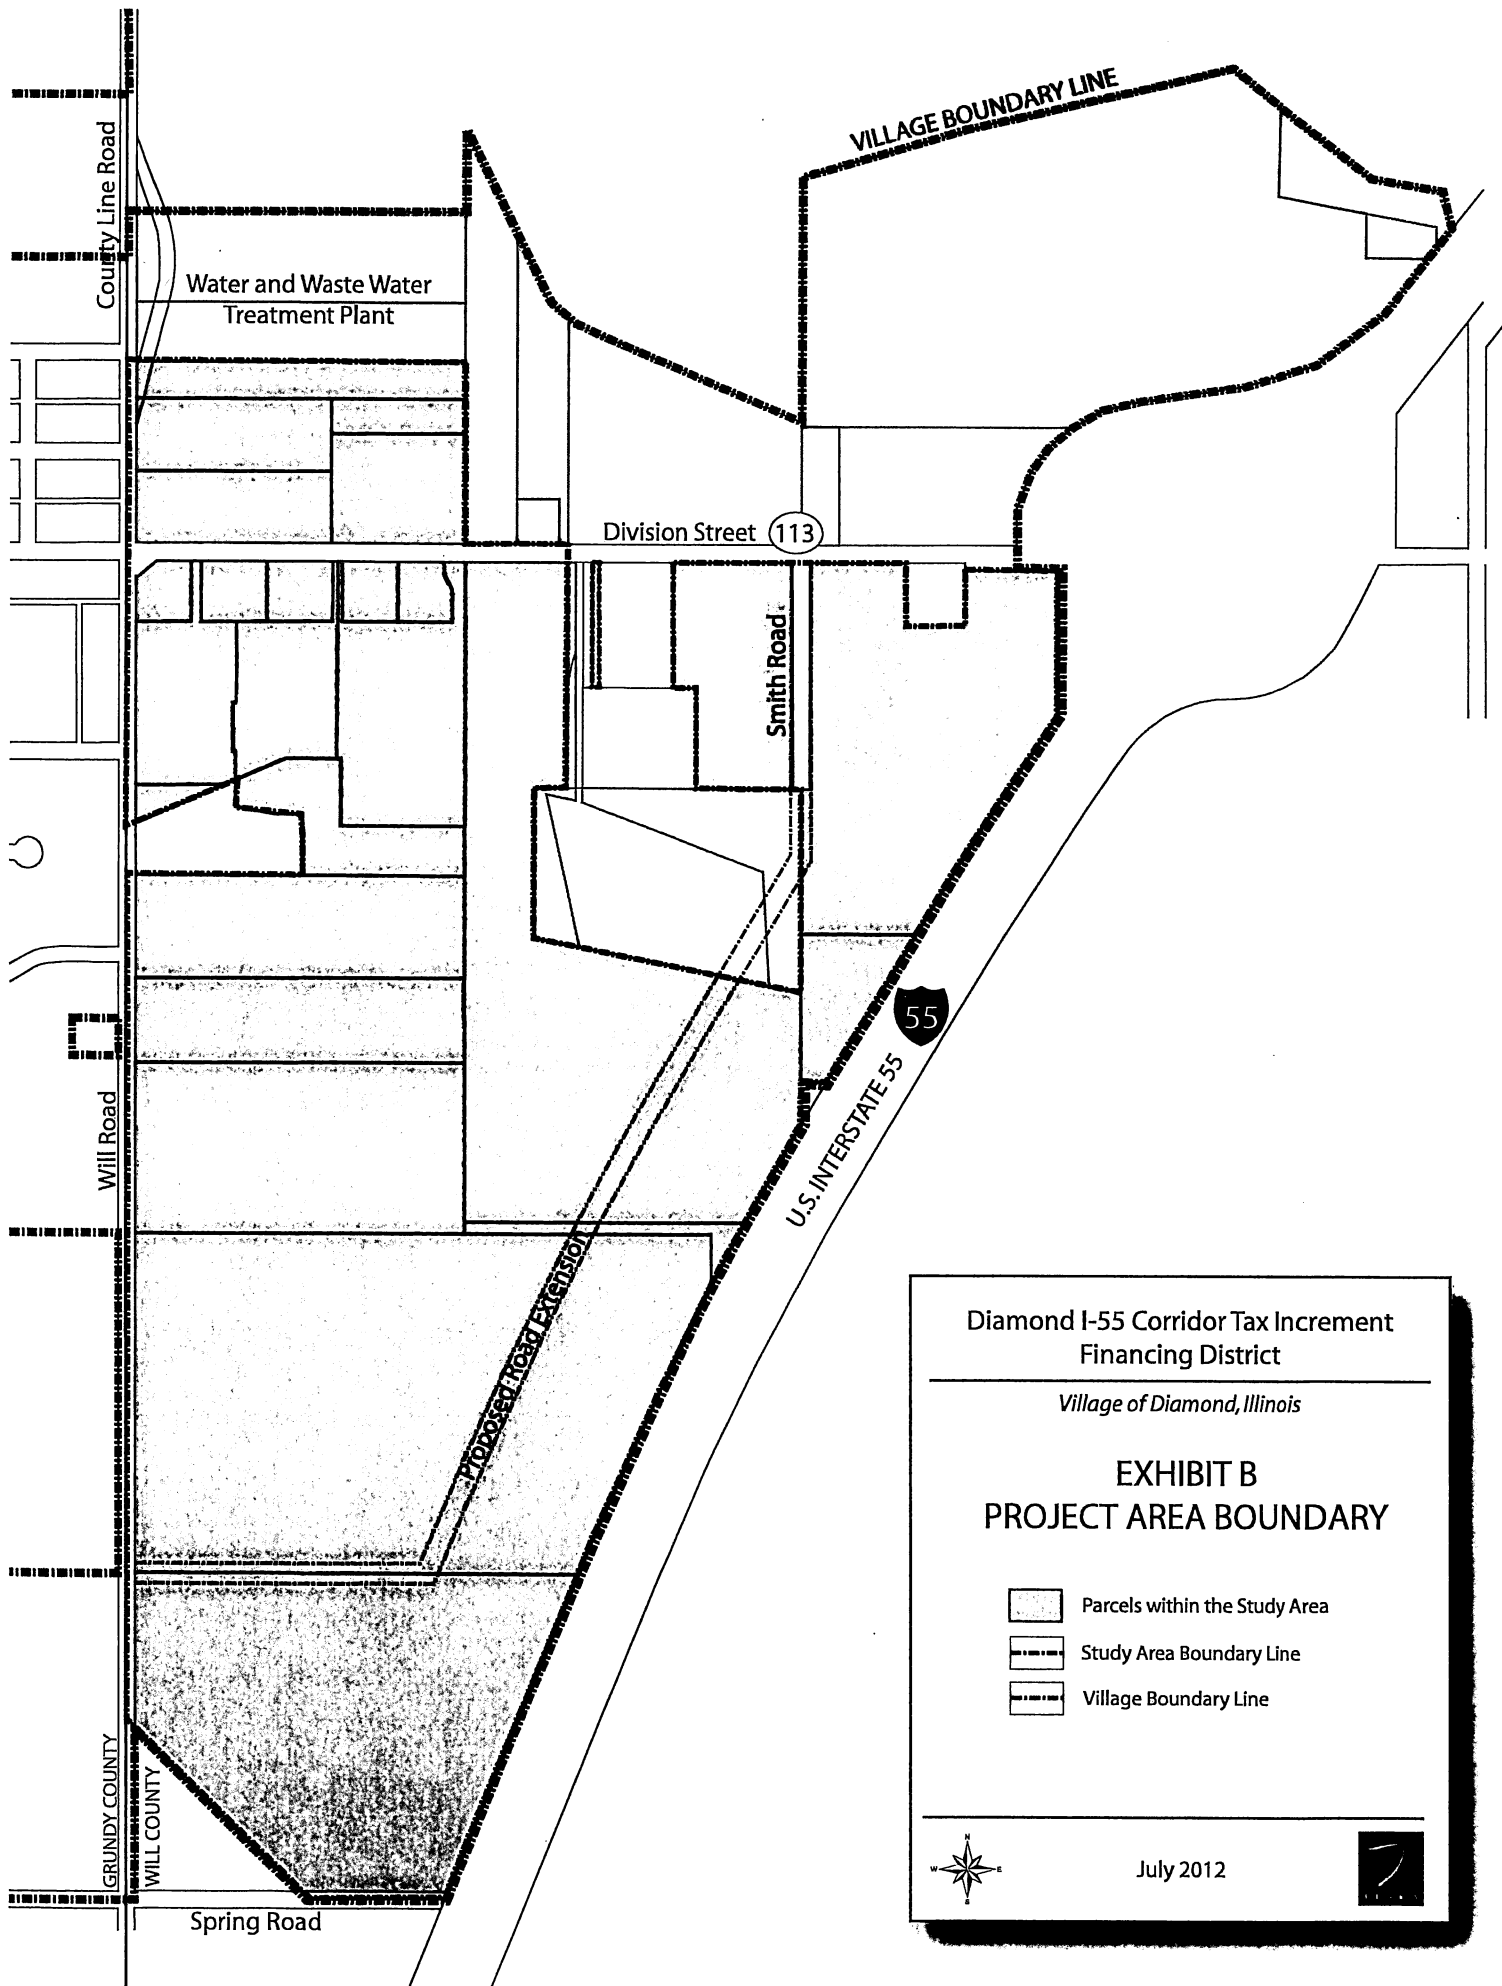 VILLAGE BOUNDARY LINE
County Line Road
Water and Waste Water
Treatment Plant
Division Street 113
Smith Road
55
U.S. INTERSTATE 55
Will Road
Proposed Road Extension
GRUNDY COUNTY
WILL COUNTY
Spring Road
Diamond I-55 Corridor Tax Increment
Financing District
Village of Diamond, Illinois
EXHIBIT B
PROJECT AREA BOUNDARY
Parcels within the Study Area
Study Area Boundary Line
Village Boundary Line
N
W E
S
July 2012